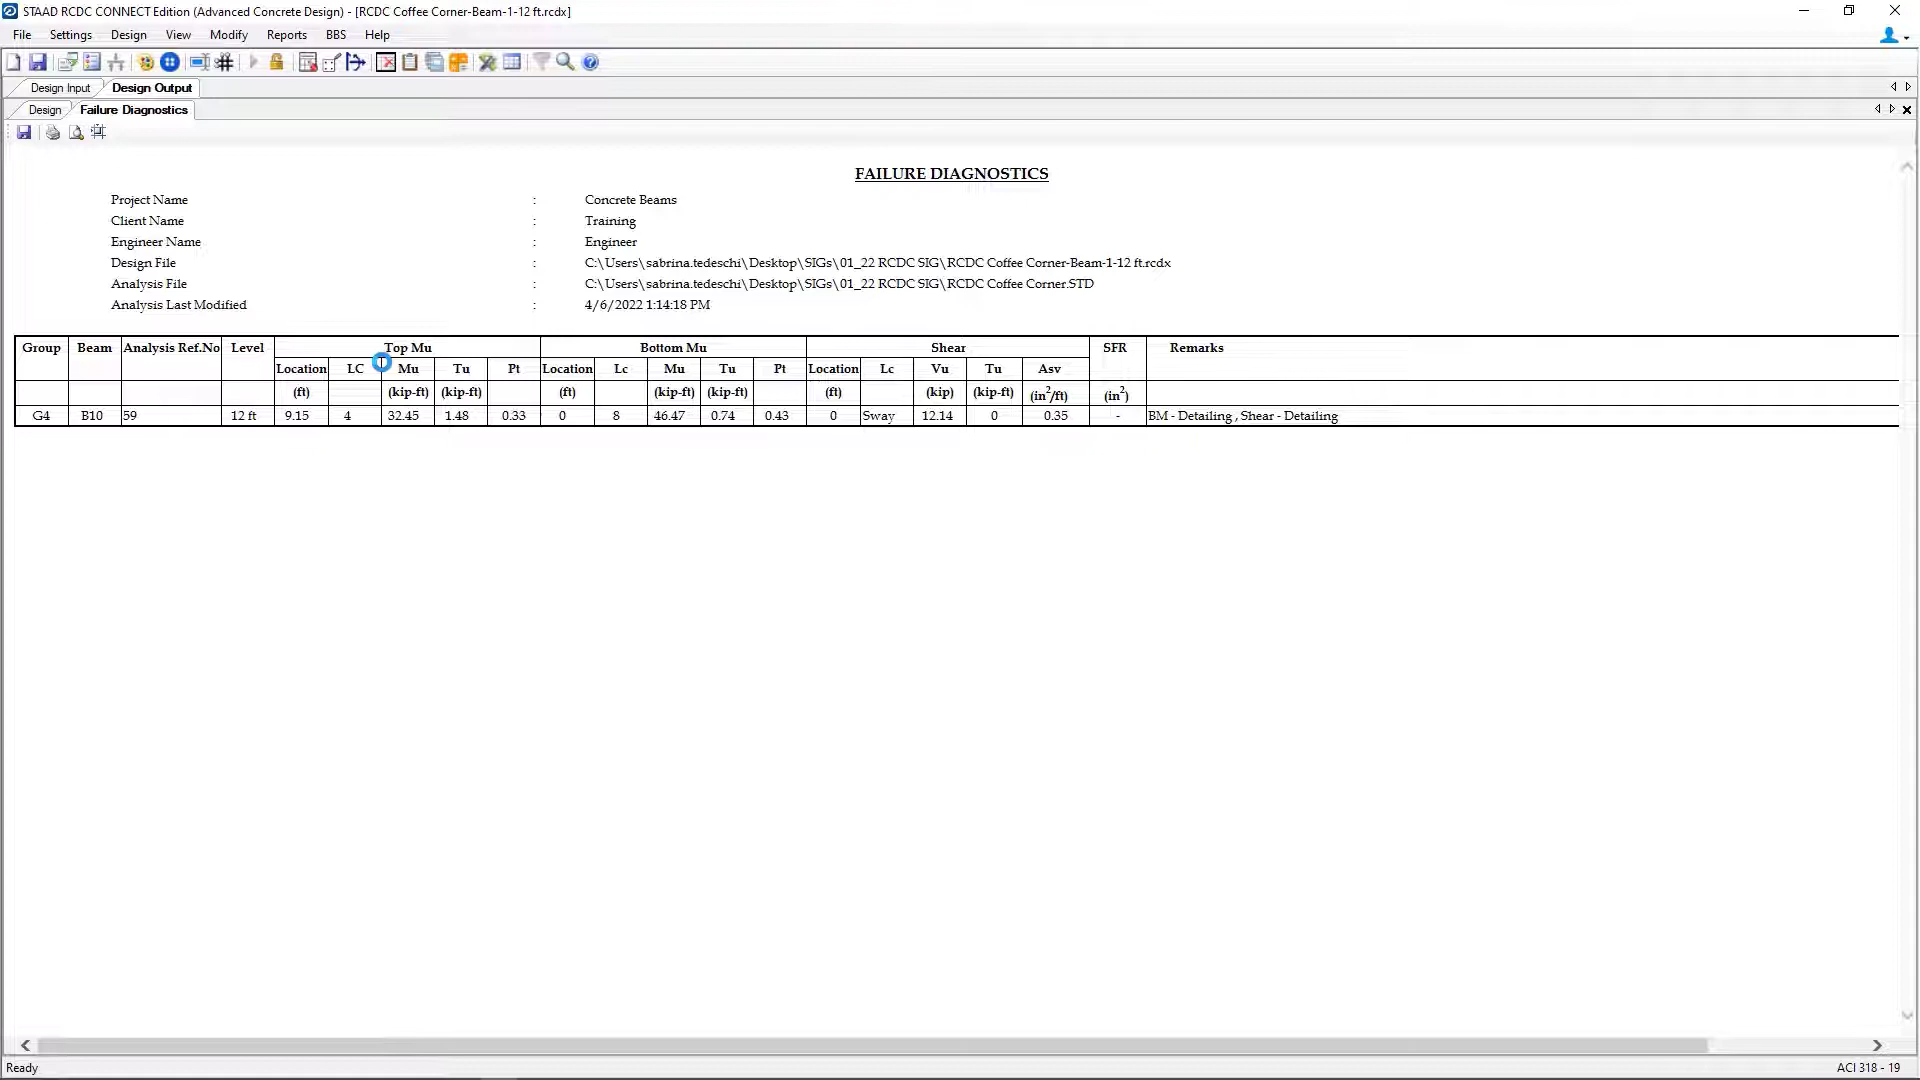 STAAD RCDC CONNECT Edition (Advanced Concrete Design) - [RCDC Coffee Corner-Beam-1-12 ft.rcdx]
File Settings Design View Modify Reports BBS Help
Design Input Design Output
Design Failure Diagnostics
FAILURE DIAGNOSTICS
Project Name : Concrete Beams
Client Name : Training
Engineer Name : Engineer
Design File : C:\Users\sabrina.tedeschi\Desktop\SIGs\01_22 RCDC SIG\RCDC Coffee Corner-Beam-1-12 ft.rcdx
Analysis File : C:\Users\sabrina.tedeschi\Desktop\SIGs\01_22 RCDC SIG\RCDC Coffee Corner.STD
Analysis Last Modified : 4/6/2022 1:14:18 PM
Group Beam Analysis Ref.No Level Top Mu Bottom Mu Shear SFR Remarks
Location LC Mu Tu Pt Location Lc Mu Tu Pt Location Lc Vu Tu Asv
(ft) (kip-ft) (kip-ft) (ft) (kip-ft) (kip-ft) (ft) (kip) (kip-ft) (in²/ft) (in²)
G4 B10 59 12 ft 9.15 4 32.45 1.48 0.33 0 8 46.47 0.74 0.43 0 Sway 12.14 0 0.35 - BM - Detailing , Shear - Detailing
Ready ACI 318 - 19